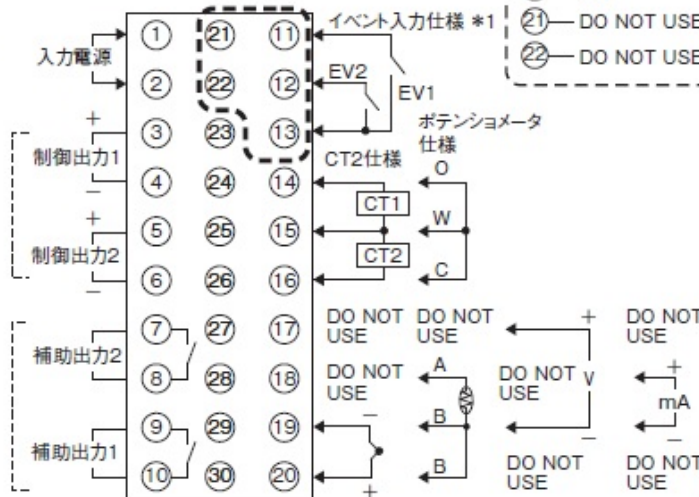 イベント入力仕様 *1
㉑ DO NOT USE
㉒ DO NOT USE
入力電源
① ㉑ ⑪
② ㉒ ⑫
EV2
EV1
+
③ ㉓ ⑬
制御出力1
ポテンショメータ
仕様
CT2仕様
−
④ ㉔ ⑭
O
CT1
+
⑤ ㉕ ⑮
W
制御出力2
CT2
−
⑥ ㉖ ⑯
C
⑦ ㉗ ⑰
DO NOT
USE
DO NOT
USE
+
DO NOT
USE
補助出力2
⑧ ㉘ ⑱
DO NOT
USE
A
DO NOT
USE
V
+
mA
⑨ ㉙ ⑲
−
B
−
−
補助出力1
⑩ ㉚ ⑳
+
B
DO NOT
USE
DO NOT
USE